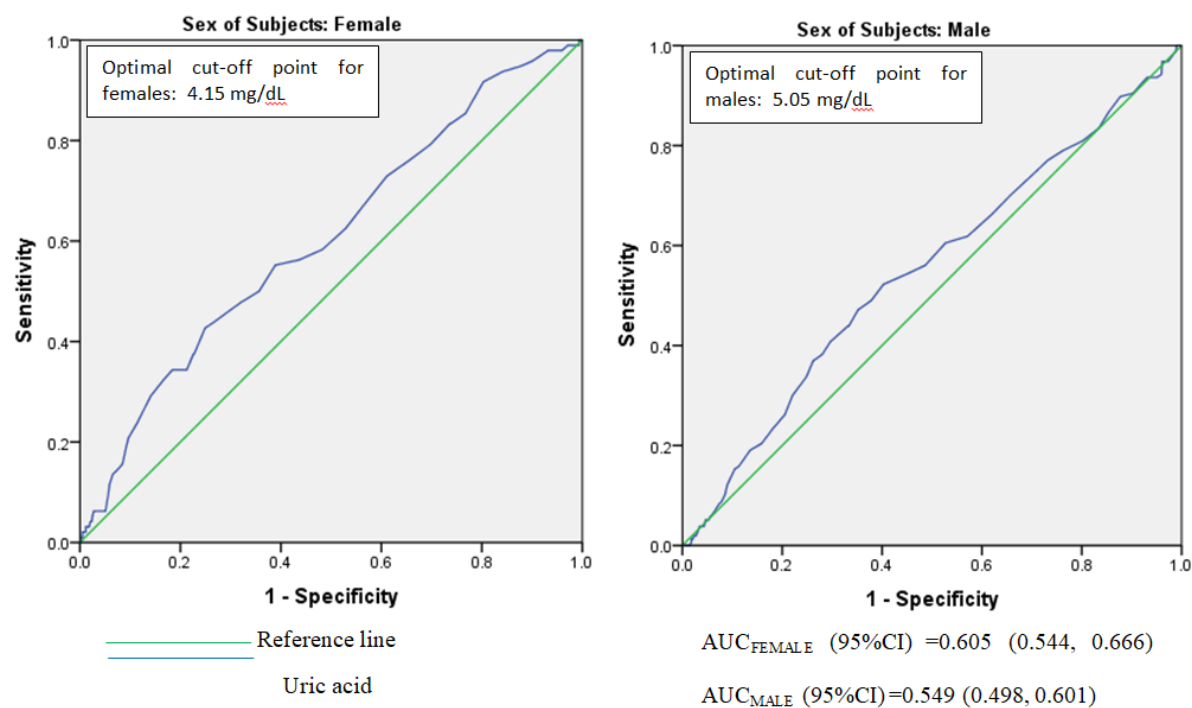 Sex of Subjects: Female
Optimal cut-off point for
females: 4.15 mg/dL
1.0
0.8
0.6
0.4
0.2
0.0
Sensitivity
0.0 0.2 0.4 0.6 0.8 1.0
1 - Specificity
Sex of Subjects: Male
Optimal cut-off point for
males: 5.05 mg/dL
1.0
0.8
0.6
0.4
0.2
0.0
Sensitivity
0.0 0.2 0.4 0.6 0.8 1.0
1 - Specificity
Reference line
Uric acid
AUCFEMALE (95%CI) =0.605 (0.544, 0.666)
AUCMALE (95%CI)=0.549 (0.498, 0.601)